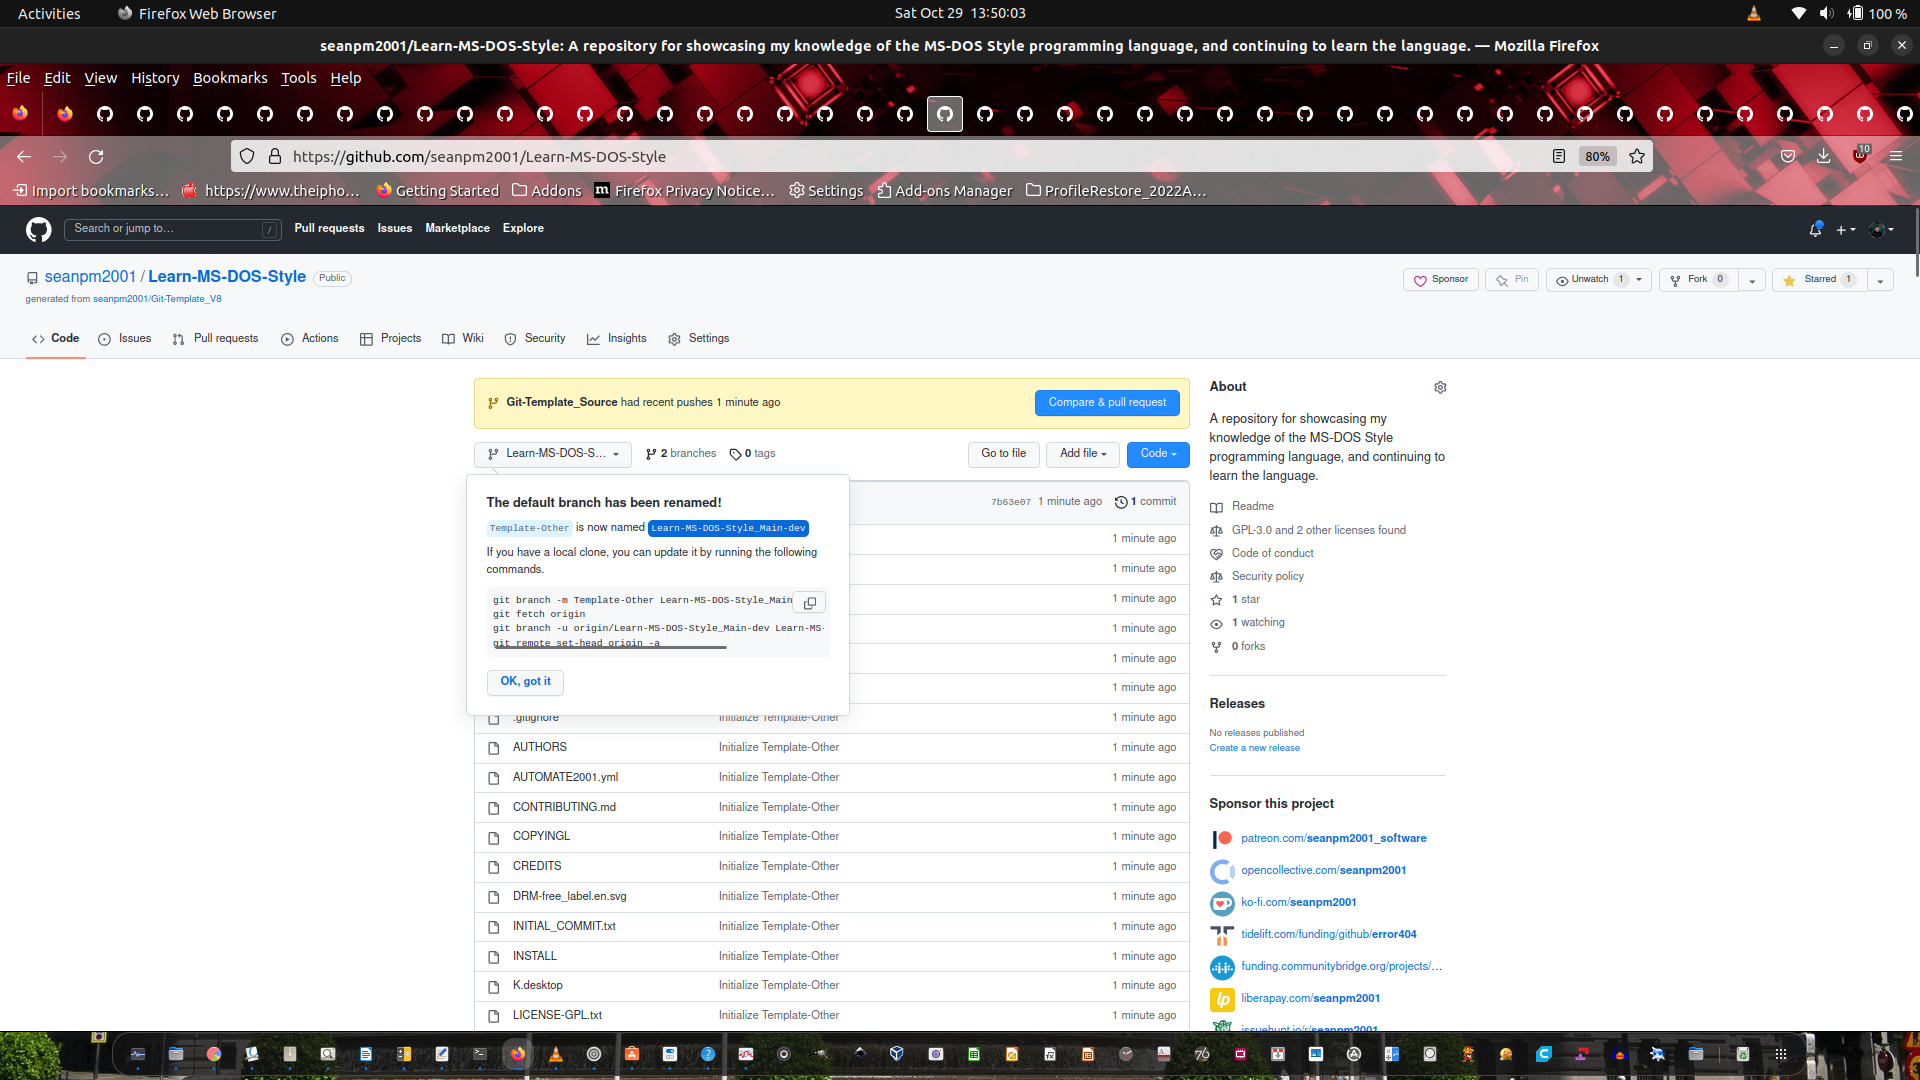 Activities
Firefox Web Browser
Sat Oct 29 13:50:03
100 %
seanpm2001/Learn-MS-DOS-Style: A repository for showcasing my knowledge of the MS-DOS Style programming language, and continuing to learn the language. — Mozilla Firefox
File Edit View History Bookmarks Tools Help
https://github.com/seanpm2001/Learn-MS-DOS-Style
80%
10
Import bookmarks…
https://www.theipho…
Getting Started
Addons
Firefox Privacy Notice…
Settings
Add-ons Manager
ProfileRestore_2022A…
Search or jump to…
/
Pull requests
Issues
Marketplace
Explore
seanpm2001 / Learn-MS-DOS-Style
Public
generated from seanpm2001/Git-Template_V8
Sponsor
Pin
Unwatch 1
Fork 0
Starred 1
Code
Issues
Pull requests
Actions
Projects
Wiki
Security
Insights
Settings
Git-Template_Source had recent pushes 1 minute ago
Compare & pull request
Learn-MS-DOS-S…
2 branches
0 tags
Go to file
Add file
Code
The default branch has been renamed!
Template-Other is now named Learn-MS-DOS-Style_Main-dev
If you have a local clone, you can update it by running the following
commands.
git branch -m Template-Other Learn-MS-DOS-Style_Main
git fetch origin
git branch -u origin/Learn-MS-DOS-Style_Main-dev Learn-MS-
git remote set-head origin -a
OK, got it
7b63e07 1 minute ago
1 commit
1 minute ago
1 minute ago
1 minute ago
1 minute ago
1 minute ago
1 minute ago
.gitignore Initialize Template-Other 1 minute ago
AUTHORS Initialize Template-Other 1 minute ago
AUTOMATE2001.yml Initialize Template-Other 1 minute ago
CONTRIBUTING.md Initialize Template-Other 1 minute ago
COPYINGL Initialize Template-Other 1 minute ago
CREDITS Initialize Template-Other 1 minute ago
DRM-free_label.en.svg Initialize Template-Other 1 minute ago
INITIAL_COMMIT.txt Initialize Template-Other 1 minute ago
INSTALL Initialize Template-Other 1 minute ago
K.desktop Initialize Template-Other 1 minute ago
LICENSE-GPL.txt Initialize Template-Other 1 minute ago
About
A repository for showcasing my
knowledge of the MS-DOS Style
programming language, and continuing to
learn the language.
Readme
GPL-3.0 and 2 other licenses found
Code of conduct
Security policy
1 star
1 watching
0 forks
Releases
No releases published
Create a new release
Sponsor this project
patreon.com/seanpm2001_software
opencollective.com/seanpm2001
ko-fi.com/seanpm2001
tidelift.com/funding/github/error404
funding.communitybridge.org/projects/…
liberapay.com/seanpm2001
issuehunt.io/r/seanpm2001